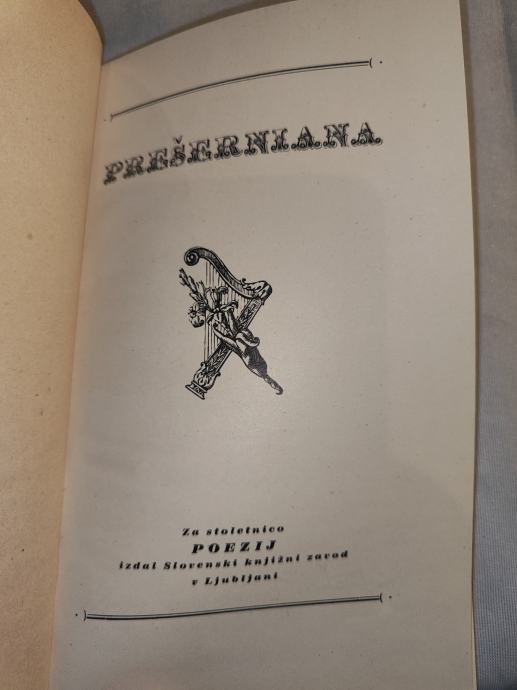 PREŠERNIANA
Za stoletnico
POEZIJ
izdal Slovenski knjižni zavod
v Ljubljani